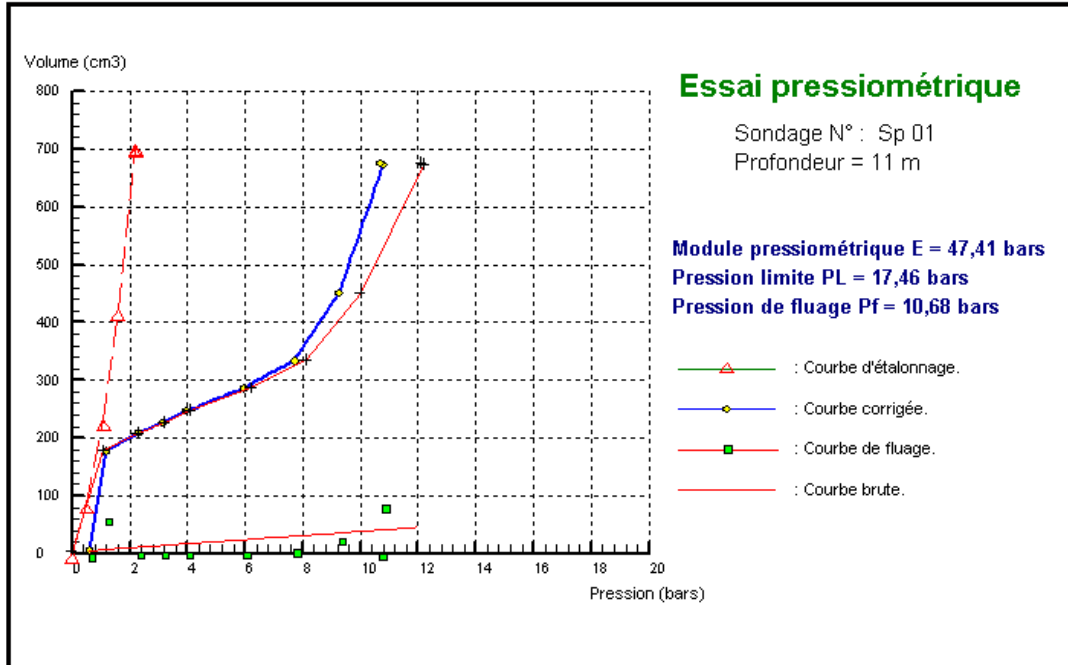 Volume (cm3)
800
700
600
500
400
300
200
100
0
0
2
4
6
8
10
12
14
16
18
20
Pression (bars)
Essai pressiométrique
Sondage N° : Sp 01
Profondeur = 11 m
Module pressiométrique E = 47,41 bars
Pression limite PL = 17,46 bars
Pression de fluage Pf = 10,68 bars
: Courbe d'étalonnage.
: Courbe corrigée.
: Courbe de fluage.
: Courbe brute.